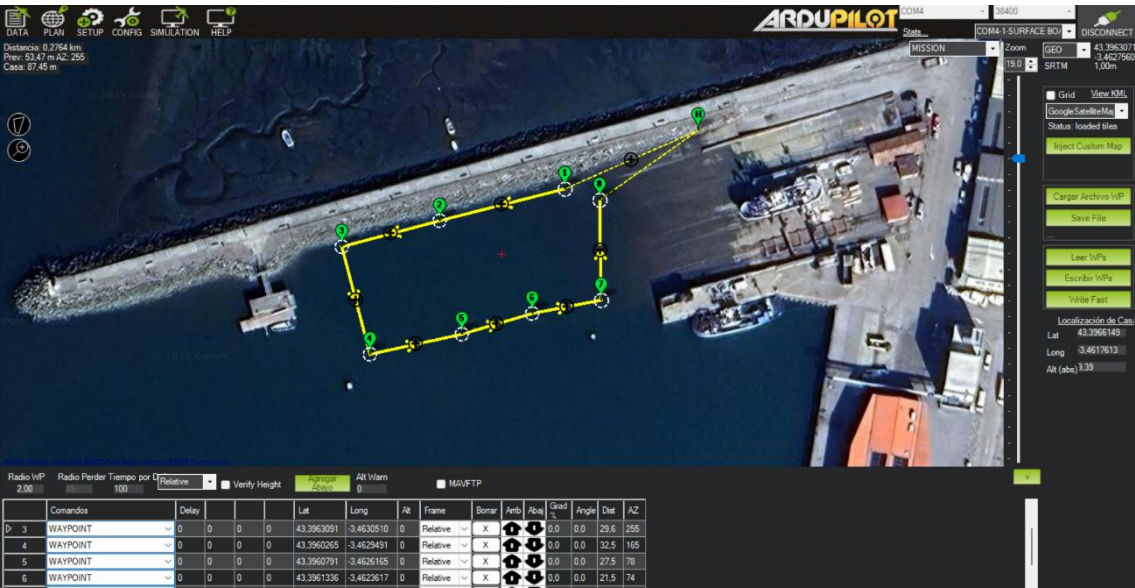 DATA PLAN SETUP CONFIG SIMULATION HELP
ARDUPILOT
COM4 38400
Stats... COM4-1-SURFACE BOA DISCONNECT
Distancia: 0,2764 km
Prev: 53,47 m AZ: 255
Casa: 87,45 m
MISSION
Zoom
19,0
GEO 43,3963071
-3,4627560
SRTM 1,00m
Grid View KML
GoogleSatelliteMap
Status: loaded tiles
Inject Custom Map
Cargar Archivo WP
Save File
...
Leer WPs
Escribir WPs
Write Fast
Localización de Casa
Lat 43,3966149
Long -3,4617613
Alt (abs)
H
1
2
3
4
5
6
7
Radio WP Radio Perder Tiempo por D
2,00 45 100 Relative Verify Height Agregar Abajo Alt Warn 0 MAVFTP
Comandos Delay Lat Long Alt Frame Borrar Amb Abaj Grad % Angle Dist AZ
3 WAYPOINT 0 0 0 0 43,3963091 -3,4630510 0 Relative X 0,0 0,0 29,6 255
4 WAYPOINT 0 0 0 0 43,3960265 -3,4629491 0 Relative X 0,0 0,0 32,5 165
5 WAYPOINT 0 0 0 0 43,3960791 -3,4626165 0 Relative X 0,0 0,0 27,5 78
6 WAYPOINT 0 0 0 0 43,3961336 -3,4623617 0 Relative X 0,0 0,0 21,5 74